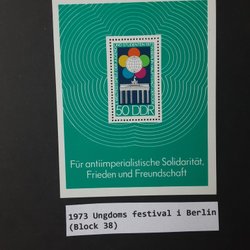 50 DDR
Für antiimperialistische Solidarität,
Frieden und Freundschaft
1973 Ungdoms festival i Berlin
(Block 38)